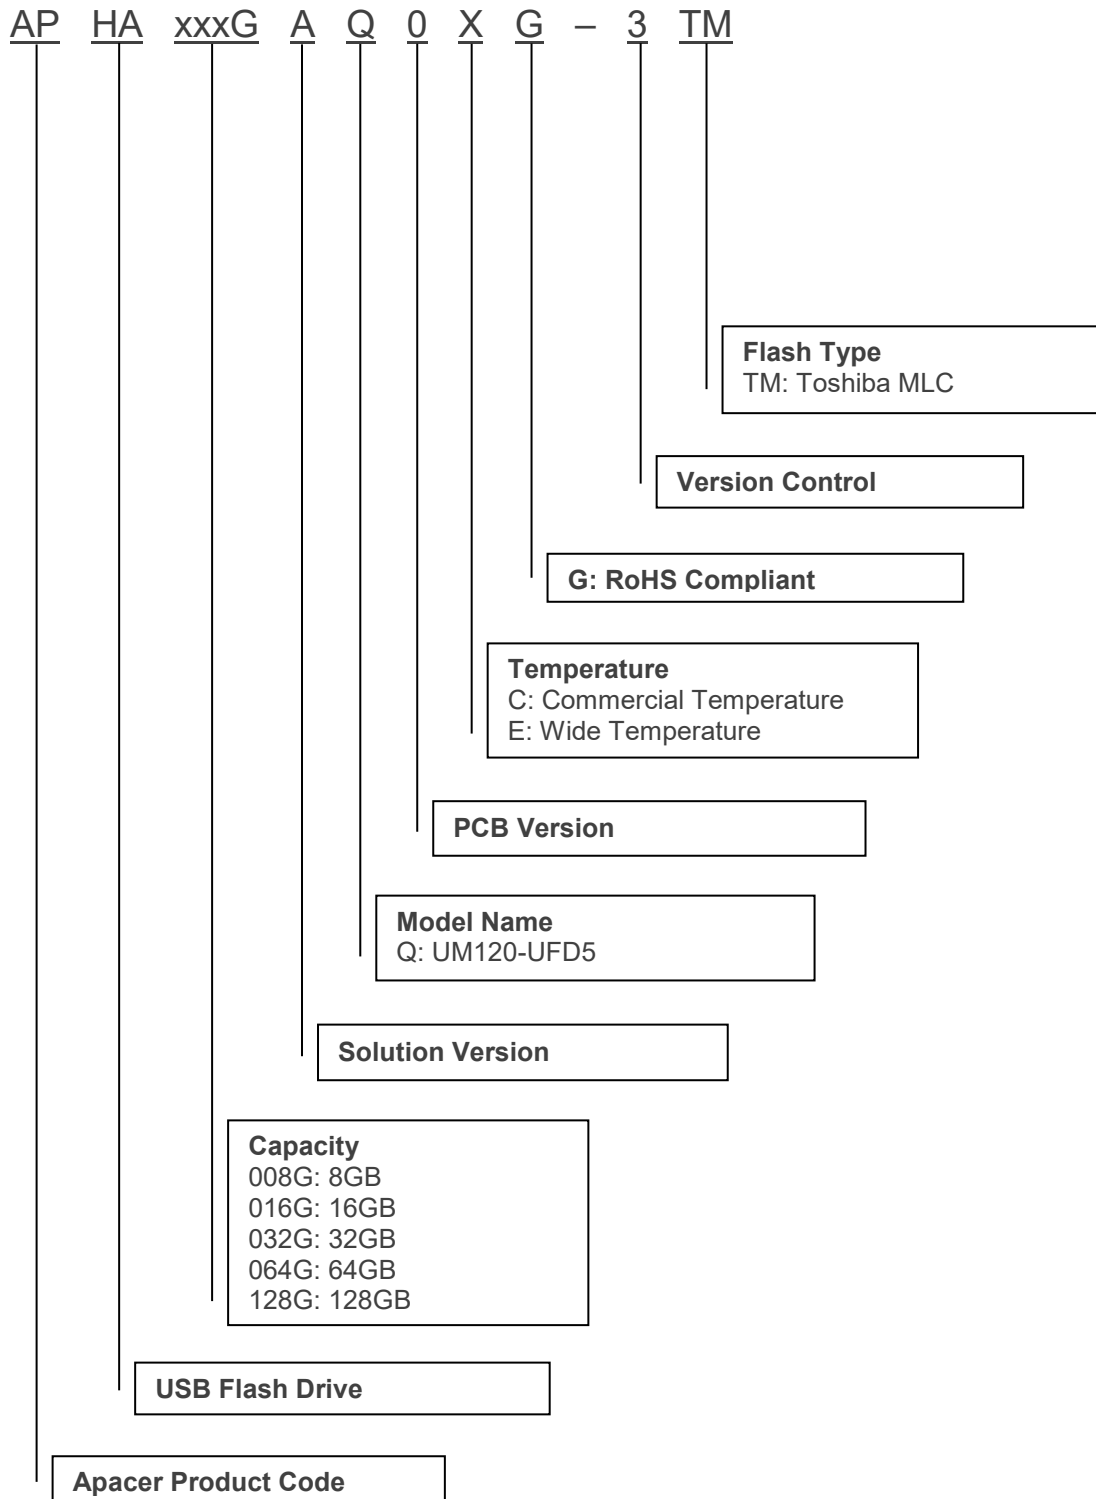 AP HA xxxG A Q 0 X G – 3 TM
Flash Type
TM: Toshiba MLC
Version Control
G: RoHS Compliant
Temperature
C: Commercial Temperature
E: Wide Temperature
PCB Version
Model Name
Q: UM120-UFD5
Solution Version
Capacity
008G: 8GB
016G: 16GB
032G: 32GB
064G: 64GB
128G: 128GB
USB Flash Drive
Apacer Product Code